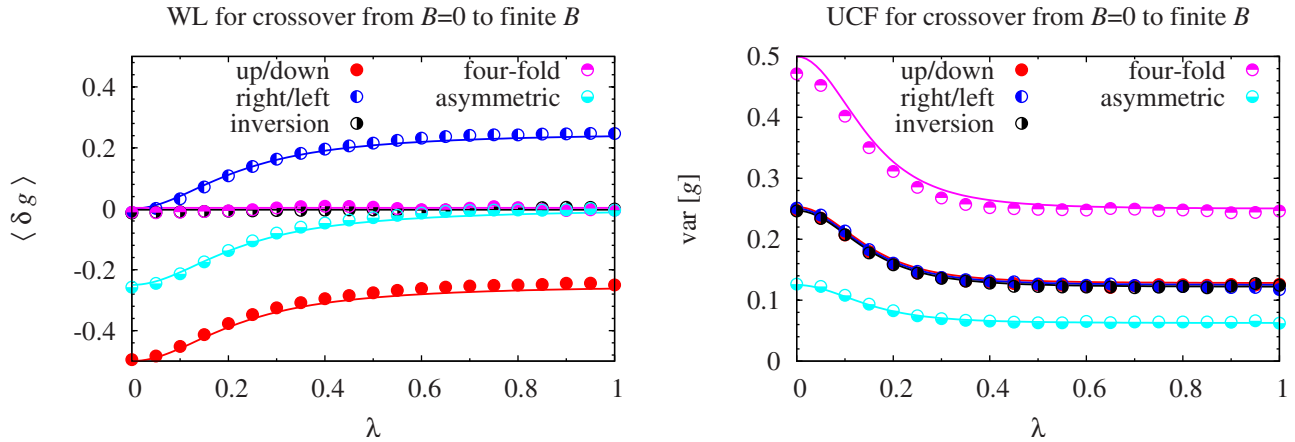 WL for crossover from B=0 to finite B
0.4
0.2
0
-0.2
-0.4
⟨ δ g ⟩
up/down
right/left
inversion
four-fold
asymmetric
0 0.2 0.4 0.6 0.8 1
λ
UCF for crossover from B=0 to finite B
0.5
0.4
0.3
0.2
0.1
0
var [g]
up/down
right/left
inversion
four-fold
asymmetric
0 0.2 0.4 0.6 0.8 1
λ